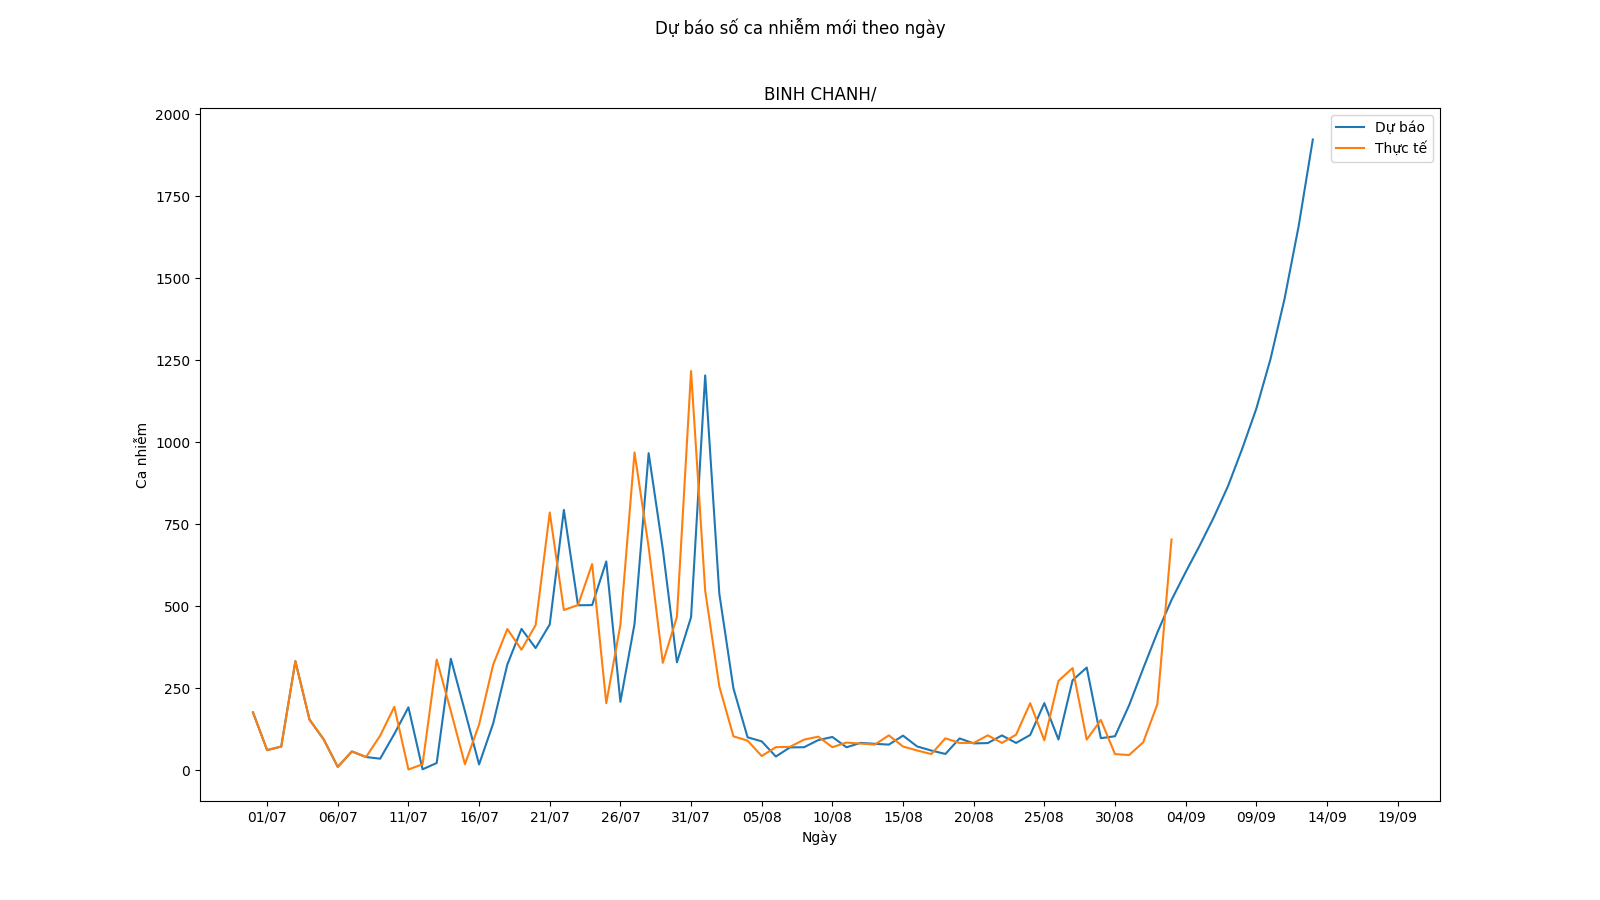 Dự báo số ca nhiễm mới theo ngày
BINH CHANH/
Dự báo
Thực tế
2000
1750
1500
1250
1000
750
500
250
0
Ca nhiễm
01/07 06/07 11/07 16/07 21/07 26/07 31/07 05/08 10/08 15/08 20/08 25/08 30/08 04/09 09/09 14/09 19/09
Ngày